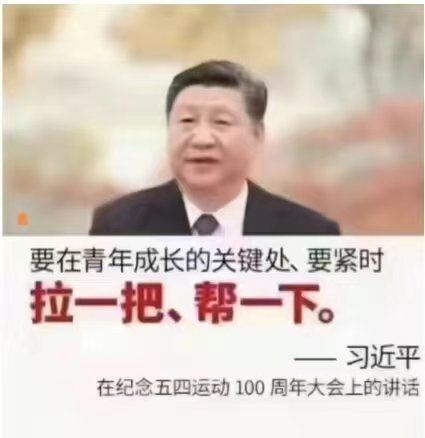 要在青年成长的关键处、要紧时
拉一把、帮一下。
—— 习近平
在纪念五四运动 100 周年大会上的讲话